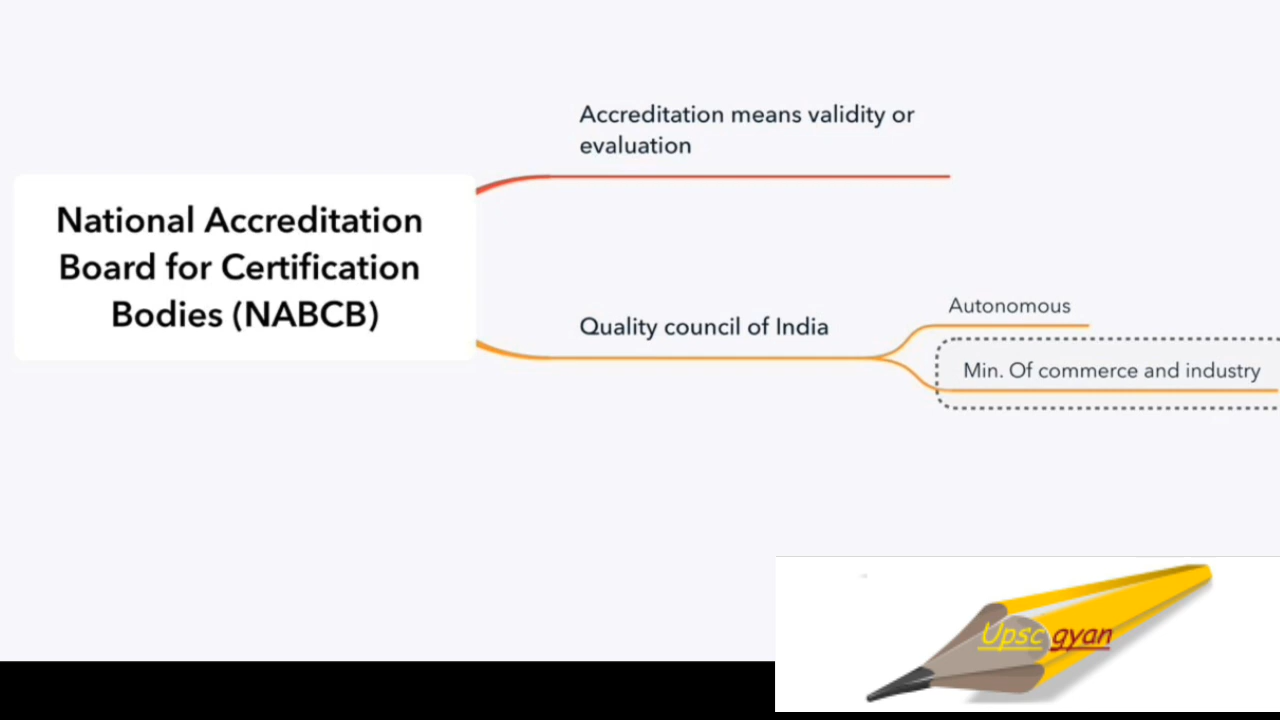 National Accreditation
Board for Certification
Bodies (NABCB)
Accreditation means validity or
evaluation
Quality council of India
Autonomous
Min. Of commerce and industry
Upsc gyan